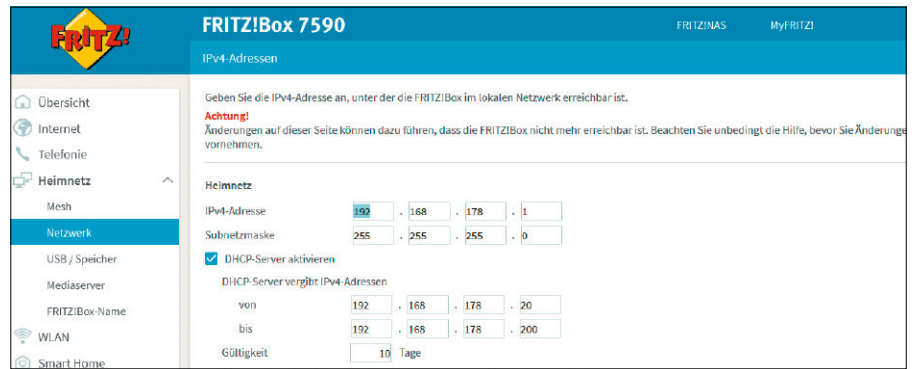 FRITZ!
FRITZ!Box 7590
FRITZ!NAS
MyFRITZ!
IPv4-Adressen
Übersicht
Internet
Telefonie
Heimnetz
Mesh
Netzwerk
USB / Speicher
Mediaserver
FRITZ!Box-Name
WLAN
Smart Home
Geben Sie die IPv4-Adresse an, unter der die FRITZ!Box im lokalen Netzwerk erreichbar ist.
Achtung!
Änderungen auf dieser Seite können dazu führen, dass die FRITZ!Box nicht mehr erreichbar ist. Beachten Sie unbedingt die Hilfe, bevor Sie Änderunge
vornehmen.
Heimnetz
IPv4-Adresse 192 . 168 . 178 . 1
Subnetzmaske 255 . 255 . 255 . 0
DHCP-Server aktivieren
DHCP-Server vergibt IPv4-Adressen
von 192 . 168 . 178 . 20
bis 192 . 168 . 178 . 200
Gültigkeit 10 Tage